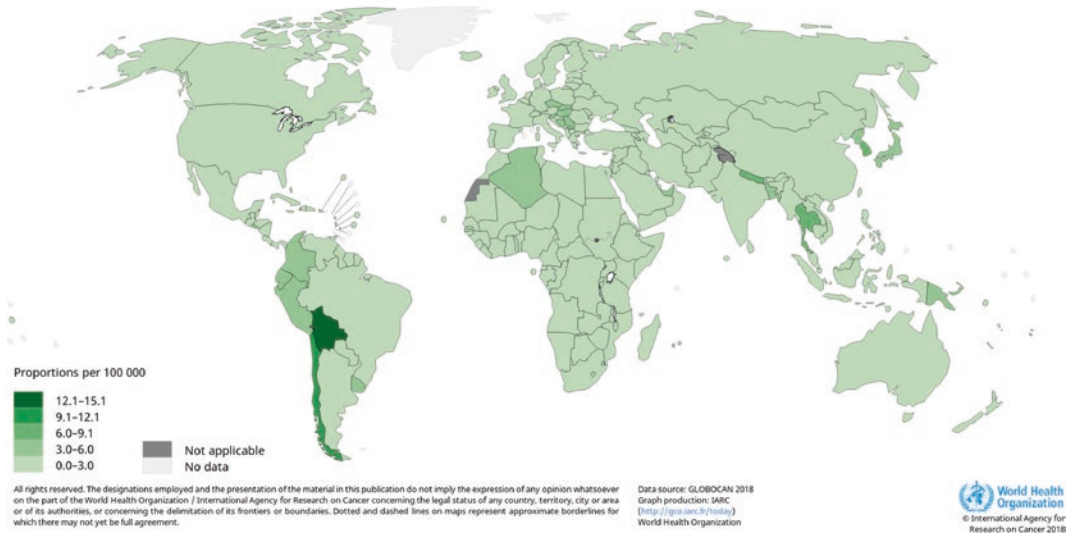 Proportions per 100 000
12.1–15.1
9.1–12.1
6.0–9.1
3.0–6.0
0.0–3.0
Not applicable
No data
All rights reserved. The designations employed and the presentation of the material in this publication do not imply the expression of any opinion whatsoever
on the part of the World Health Organization / International Agency for Research on Cancer concerning the legal status of any country, territory, city or area
or of its authorities, or concerning the delimitation of its frontiers or boundaries. Dotted and dashed lines on maps represent approximate borderlines for
which there may not yet be full agreement.
Data source: GLOBOCAN 2018
Graph production: IARC
(http://gco.iarc.fr/today)
World Health Organization
World Health
Organization
© International Agency for
Research on Cancer 2018